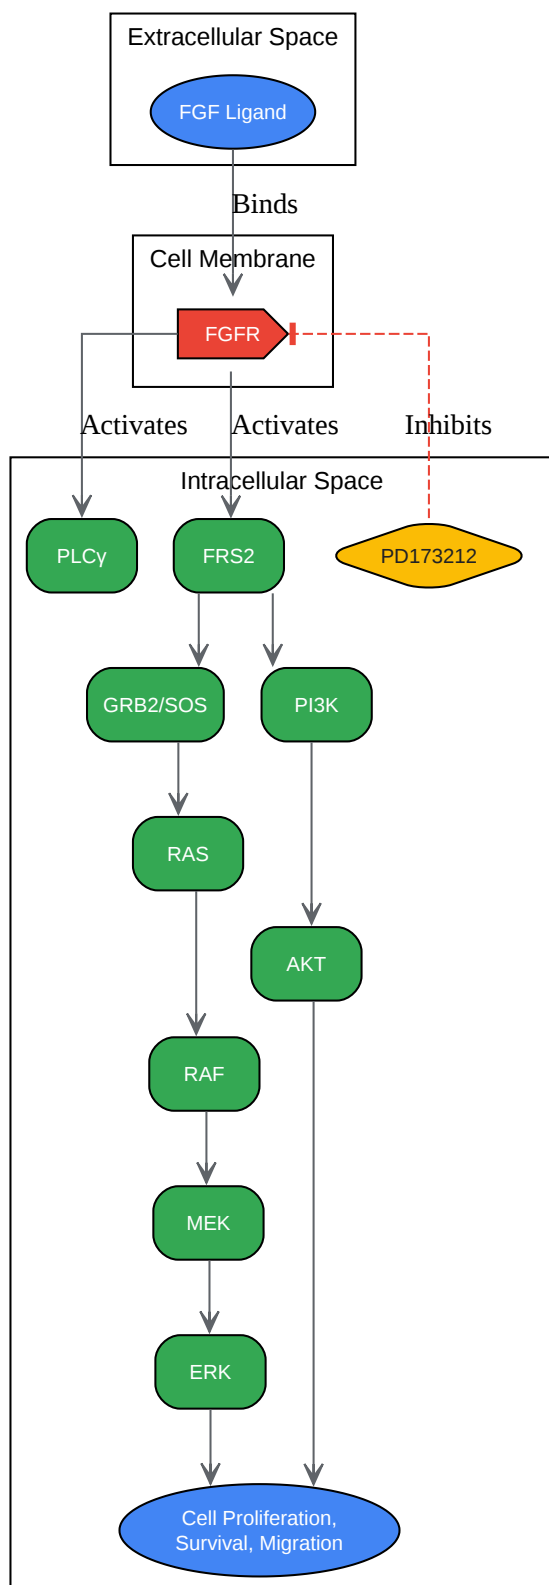 Extracellular Space
FGF Ligand
Binds
Cell Membrane
FGFR
Activates
Activates
Inhibits
Intracellular Space
PLCγ
FRS2
PD173212
GRB2/SOS
PI3K
RAS
AKT
RAF
MEK
ERK
Cell Proliferation,
Survival, Migration